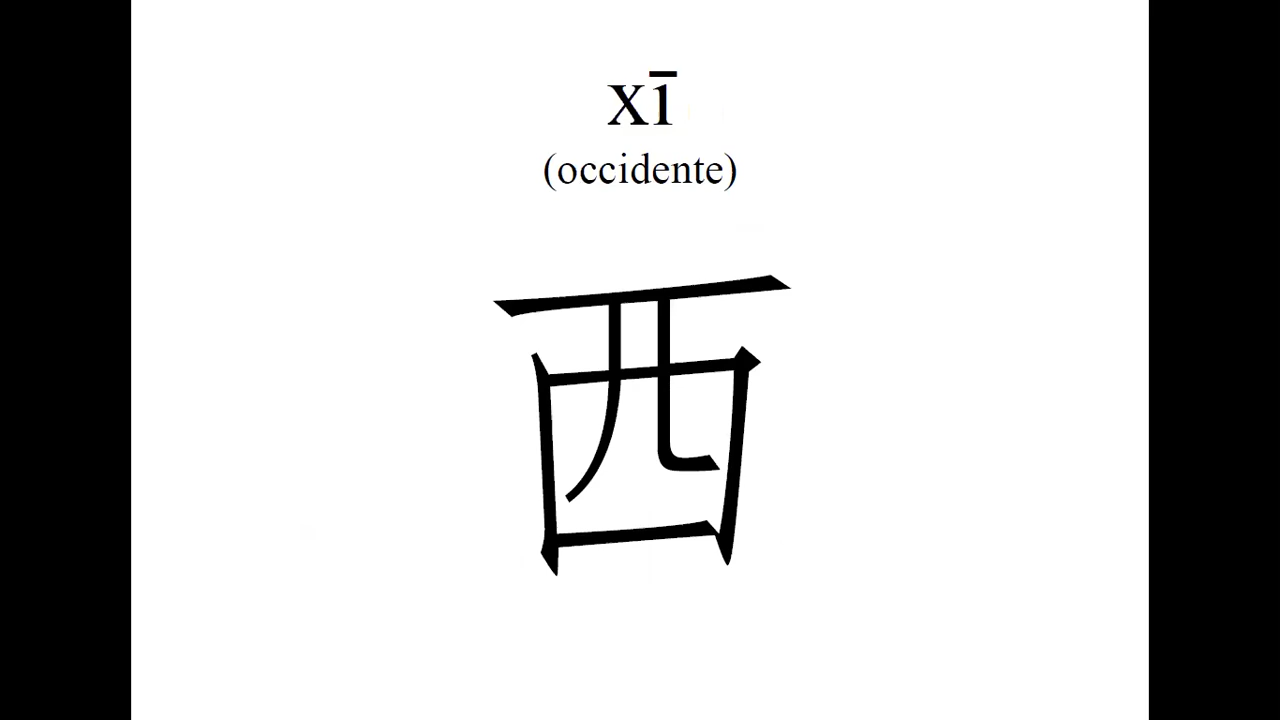 xī
(occidente)
西